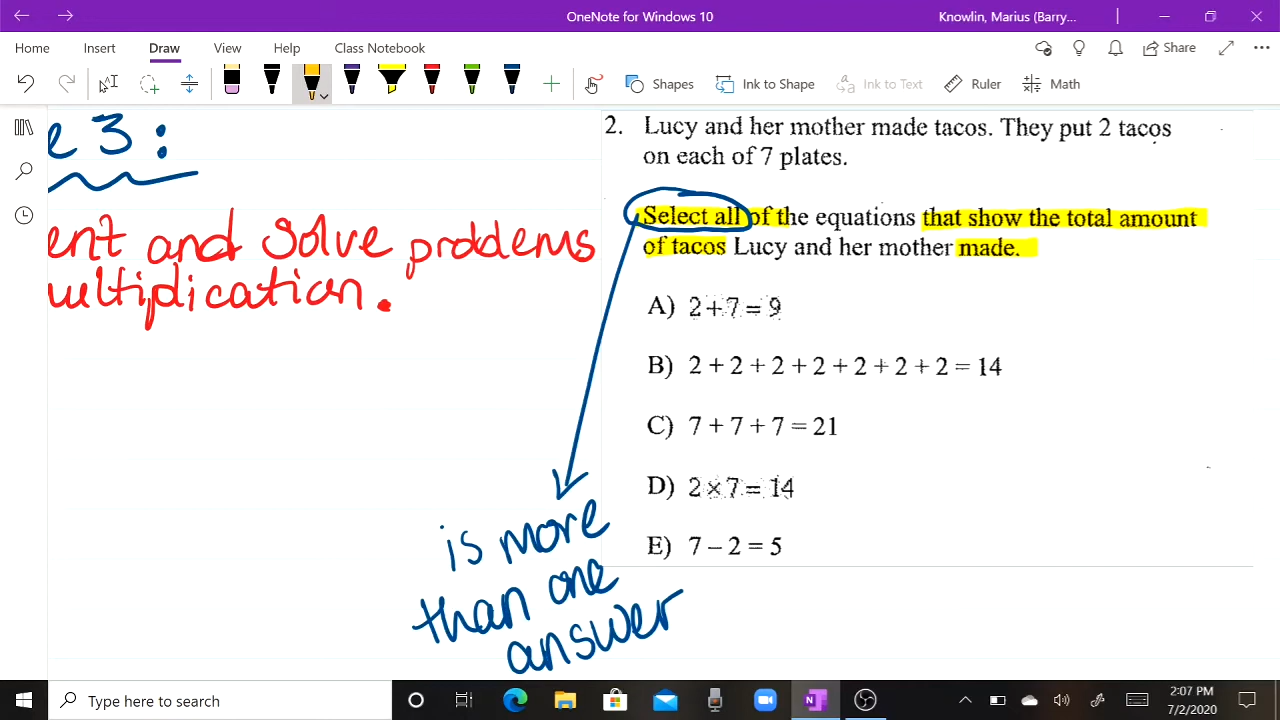 OneNote for Windows 10
Knowlin, Marius (Barry...
Home Insert Draw View Help Class Notebook Share
Shapes Ink to Shape Ink to Text Ruler Math
e 3:
ent and solve problems
multiplication.
2. Lucy and her mother made tacos. They put 2 tacos
on each of 7 plates.
Select all of the equations that show the total amount
of tacos Lucy and her mother made.
A) 2 + 7 = 9
B) 2 + 2 + 2 + 2 + 2 + 2 + 2 = 14
C) 7 + 7 + 7 = 21
D) 2 × 7 = 14
E) 7 – 2 = 5
is more
than one
answer
Type here to search
2:07 PM
7/2/2020